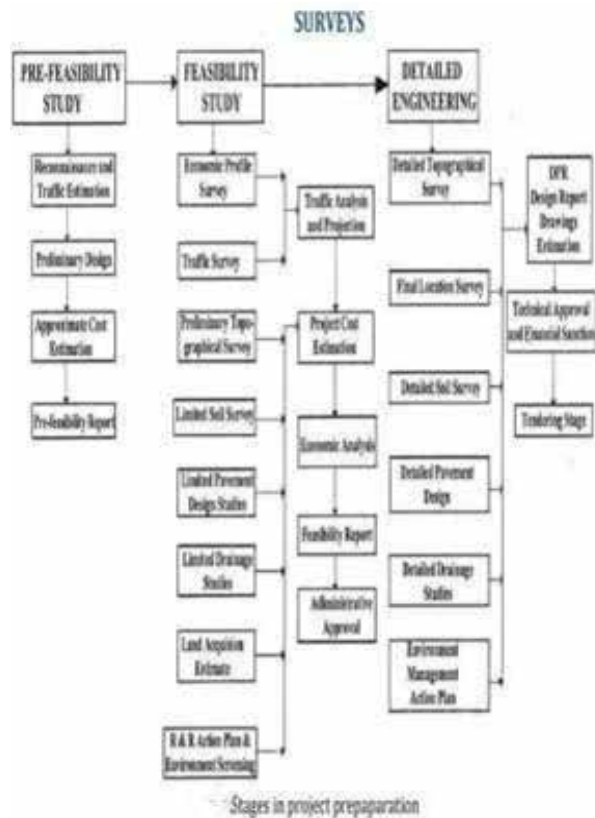 SURVEYS
PRE-FEASIBILITY
STUDY
FEASIBILITY
STUDY
DETAILED
ENGINEERING
Reconnaissance and
Traffic Estimation
Preliminary Design
Approximate Cost
Estimation
Pre-feasibility Report
Economic Profile
Survey
Traffic Survey
Preliminary Topo-
graphical Survey
Limited Soil Survey
Limited Pavement
Design Studies
Limited Drainage
Studies
Land Acquition
Estimate
R & R Action Plan &
Environment Screening
Traffic Analysis
and Projection
Project Cost
Estimation
Economic Analysis
Feasibility Report
Administrative
Approval
Detailed Topographical
Survey
Final Location Survey
Detailed Soil Survey
Detailed Pavement
Design
Detailed Drainage
Studies
Environment
Management
Action Plan
DPR
Design Report
Drawings
Estimation
Technical Approval
and Financial Sanction
Tendering Stage
Stages in project prepaparation